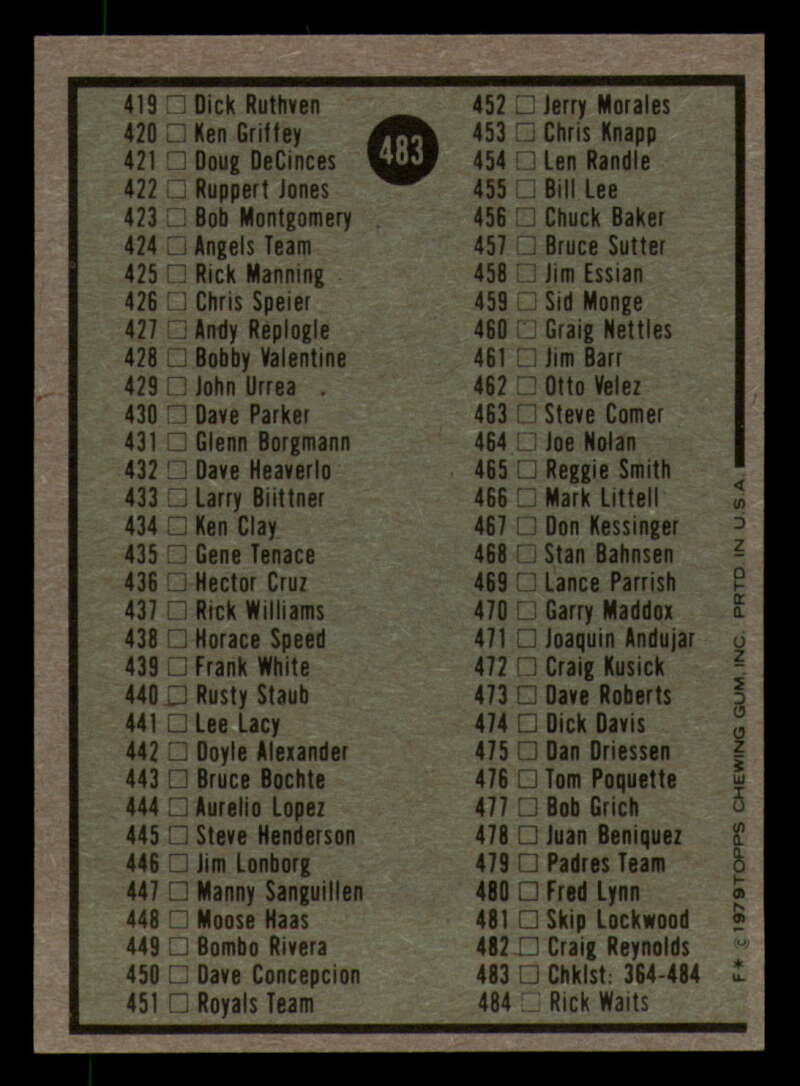 483
419 Dick Ruthven
420 Ken Griffey
421 Doug DeCinces
422 Ruppert Jones
423 Bob Montgomery
424 Angels Team
425 Rick Manning
426 Chris Speier
427 Andy Replogle
428 Bobby Valentine
429 John Urrea
430 Dave Parker
431 Glenn Borgmann
432 Dave Heaverlo
433 Larry Biittner
434 Ken Clay
435 Gene Tenace
436 Hector Cruz
437 Rick Williams
438 Horace Speed
439 Frank White
440 Rusty Staub
441 Lee Lacy
442 Doyle Alexander
443 Bruce Bochte
444 Aurelio Lopez
445 Steve Henderson
446 Jim Lonborg
447 Manny Sanguillen
448 Moose Haas
449 Bombo Rivera
450 Dave Concepcion
451 Royals Team
452 Jerry Morales
453 Chris Knapp
454 Len Randle
455 Bill Lee
456 Chuck Baker
457 Bruce Sutter
458 Jim Essian
459 Sid Monge
460 Graig Nettles
461 Jim Barr
462 Otto Velez
463 Steve Comer
464 Joe Nolan
465 Reggie Smith
466 Mark Littell
467 Don Kessinger
468 Stan Bahnsen
469 Lance Parrish
470 Garry Maddox
471 Joaquin Andujar
472 Craig Kusick
473 Dave Roberts
474 Dick Davis
475 Dan Driessen
476 Tom Poquette
477 Bob Grich
478 Juan Beniquez
479 Padres Team
480 Fred Lynn
481 Skip Lockwood
482 Craig Reynolds
483 Chklst: 364-484
484 Rick Waits
F* © 1979 TOPPS CHEWING GUM, INC. PRTD IN U.S.A.